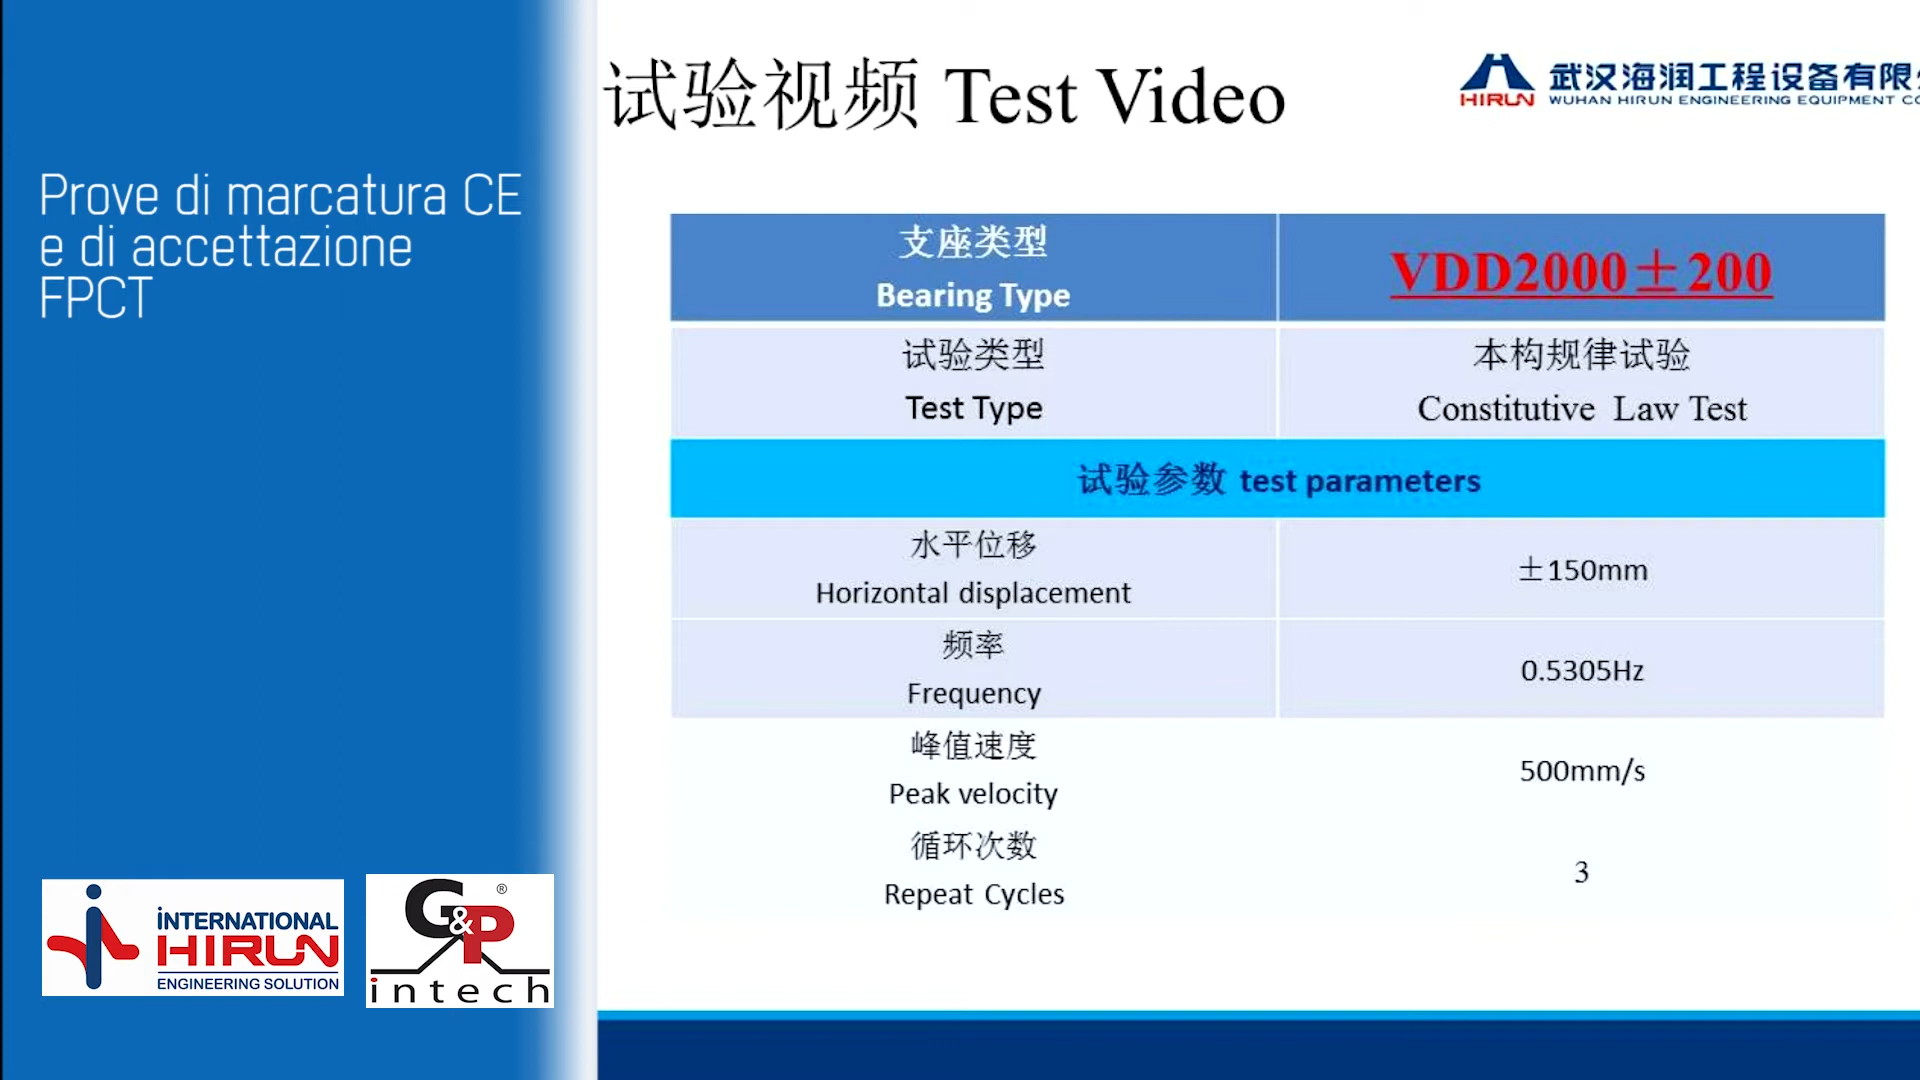 Prove di marcatura CE
e di accettazione
FPCT
INTERNATIONAL
HIRUN
ENGINEERING SOLUTION
G&P
®
intech
试验视频 Test Video
HIRUN
武汉海润工程设备有限
WUHAN HIRUN ENGINEERING EQUIPMENT CO
支座类型
Bearing Type
VDD2000±200
试验类型
Test Type
本构规律试验
Constitutive Law Test
试验参数 test parameters
水平位移
Horizontal displacement
±150mm
频率
Frequency
0.5305Hz
峰值速度
Peak velocity
500mm/s
循环次数
Repeat Cycles
3